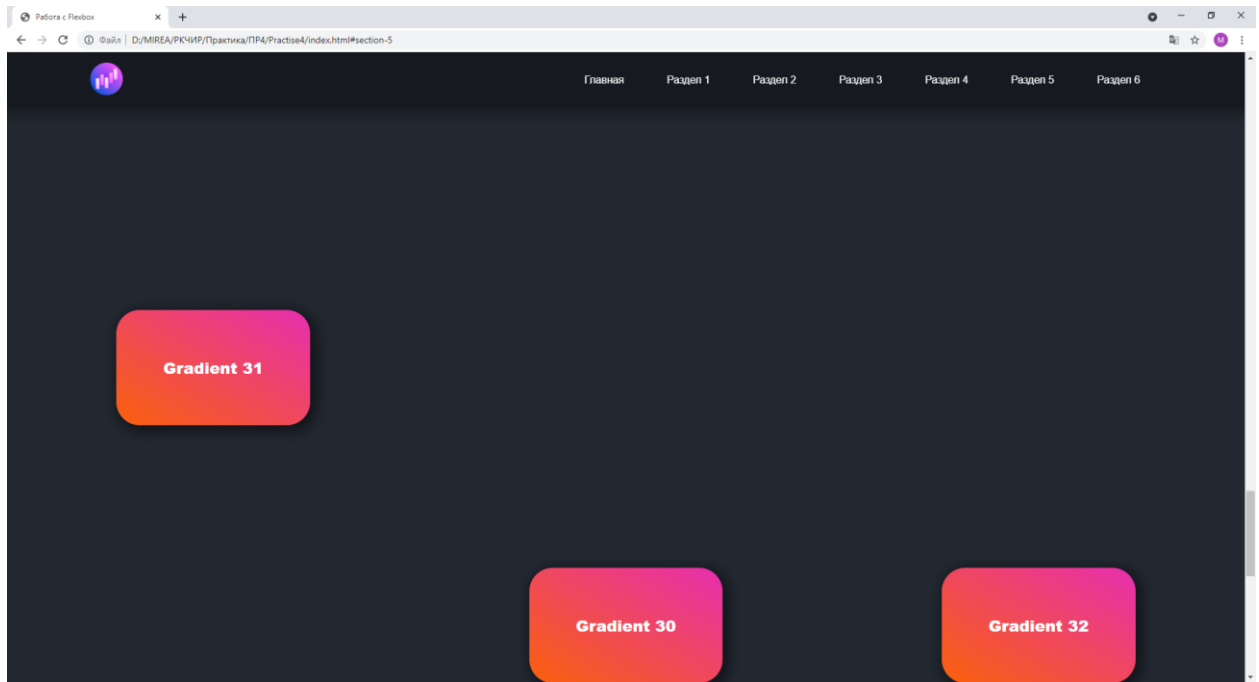 Работа с Flexbox
Файл D:/MIREA/РКЧИР/Практика/ПР4/Practise4/index.html#section-5
M
Главная Раздел 1 Раздел 2 Раздел 3 Раздел 4 Раздел 5 Раздел 6
Gradient 31
Gradient 30 Gradient 32